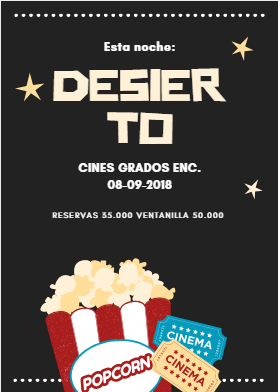 Esta noche:
DESIER
TO
CINES GRADOS ENC.
08-09-2018
RESERVAS 35.000 VENTANILLA 50.000
CINEMA
CINEMA
POPCORN